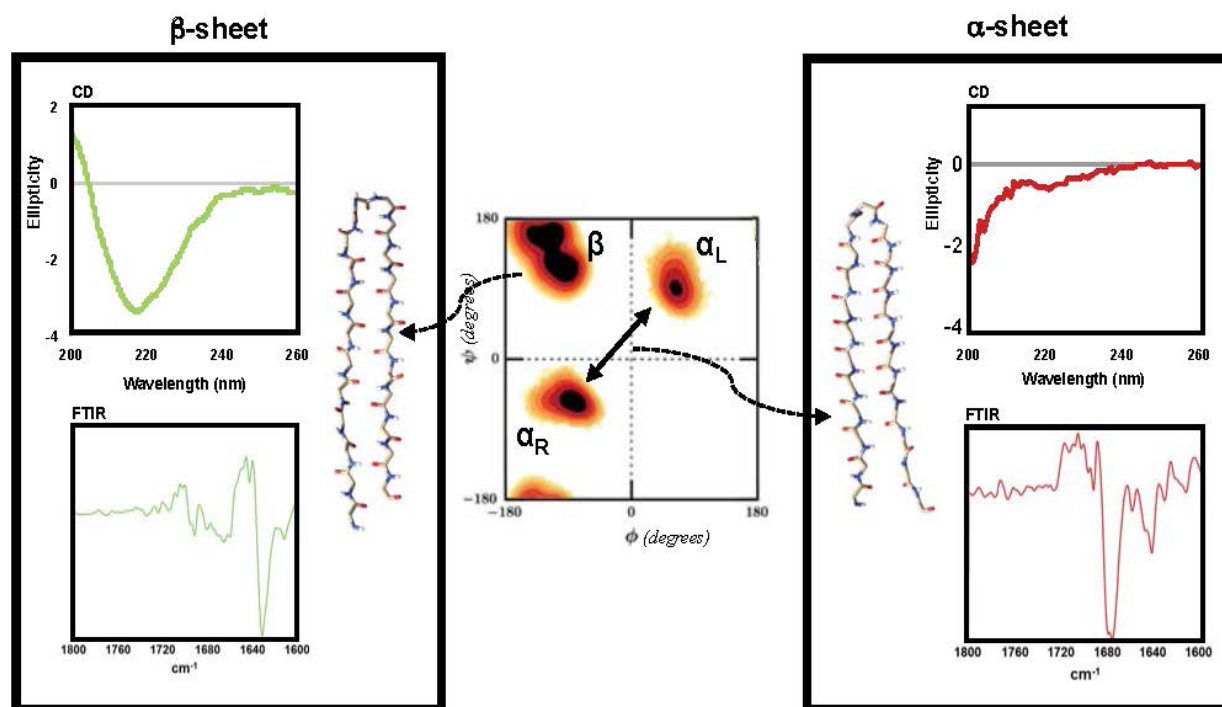 β-sheet
CD
2
0
-2
-4
Ellipticity
200 220 240 260
Wavelength (nm)
FTIR
1800 1760 1720 1680 1640 1600
cm-1
180
0
-180
ψ (degrees)
β
αL
αR
-180 0 180
ϕ (degrees)
α-sheet
CD
0
-2
-4
Ellipticity
200 220 240 260
Wavelength (nm)
FTIR
1800 1760 1720 1680 1640 1600
cm-1